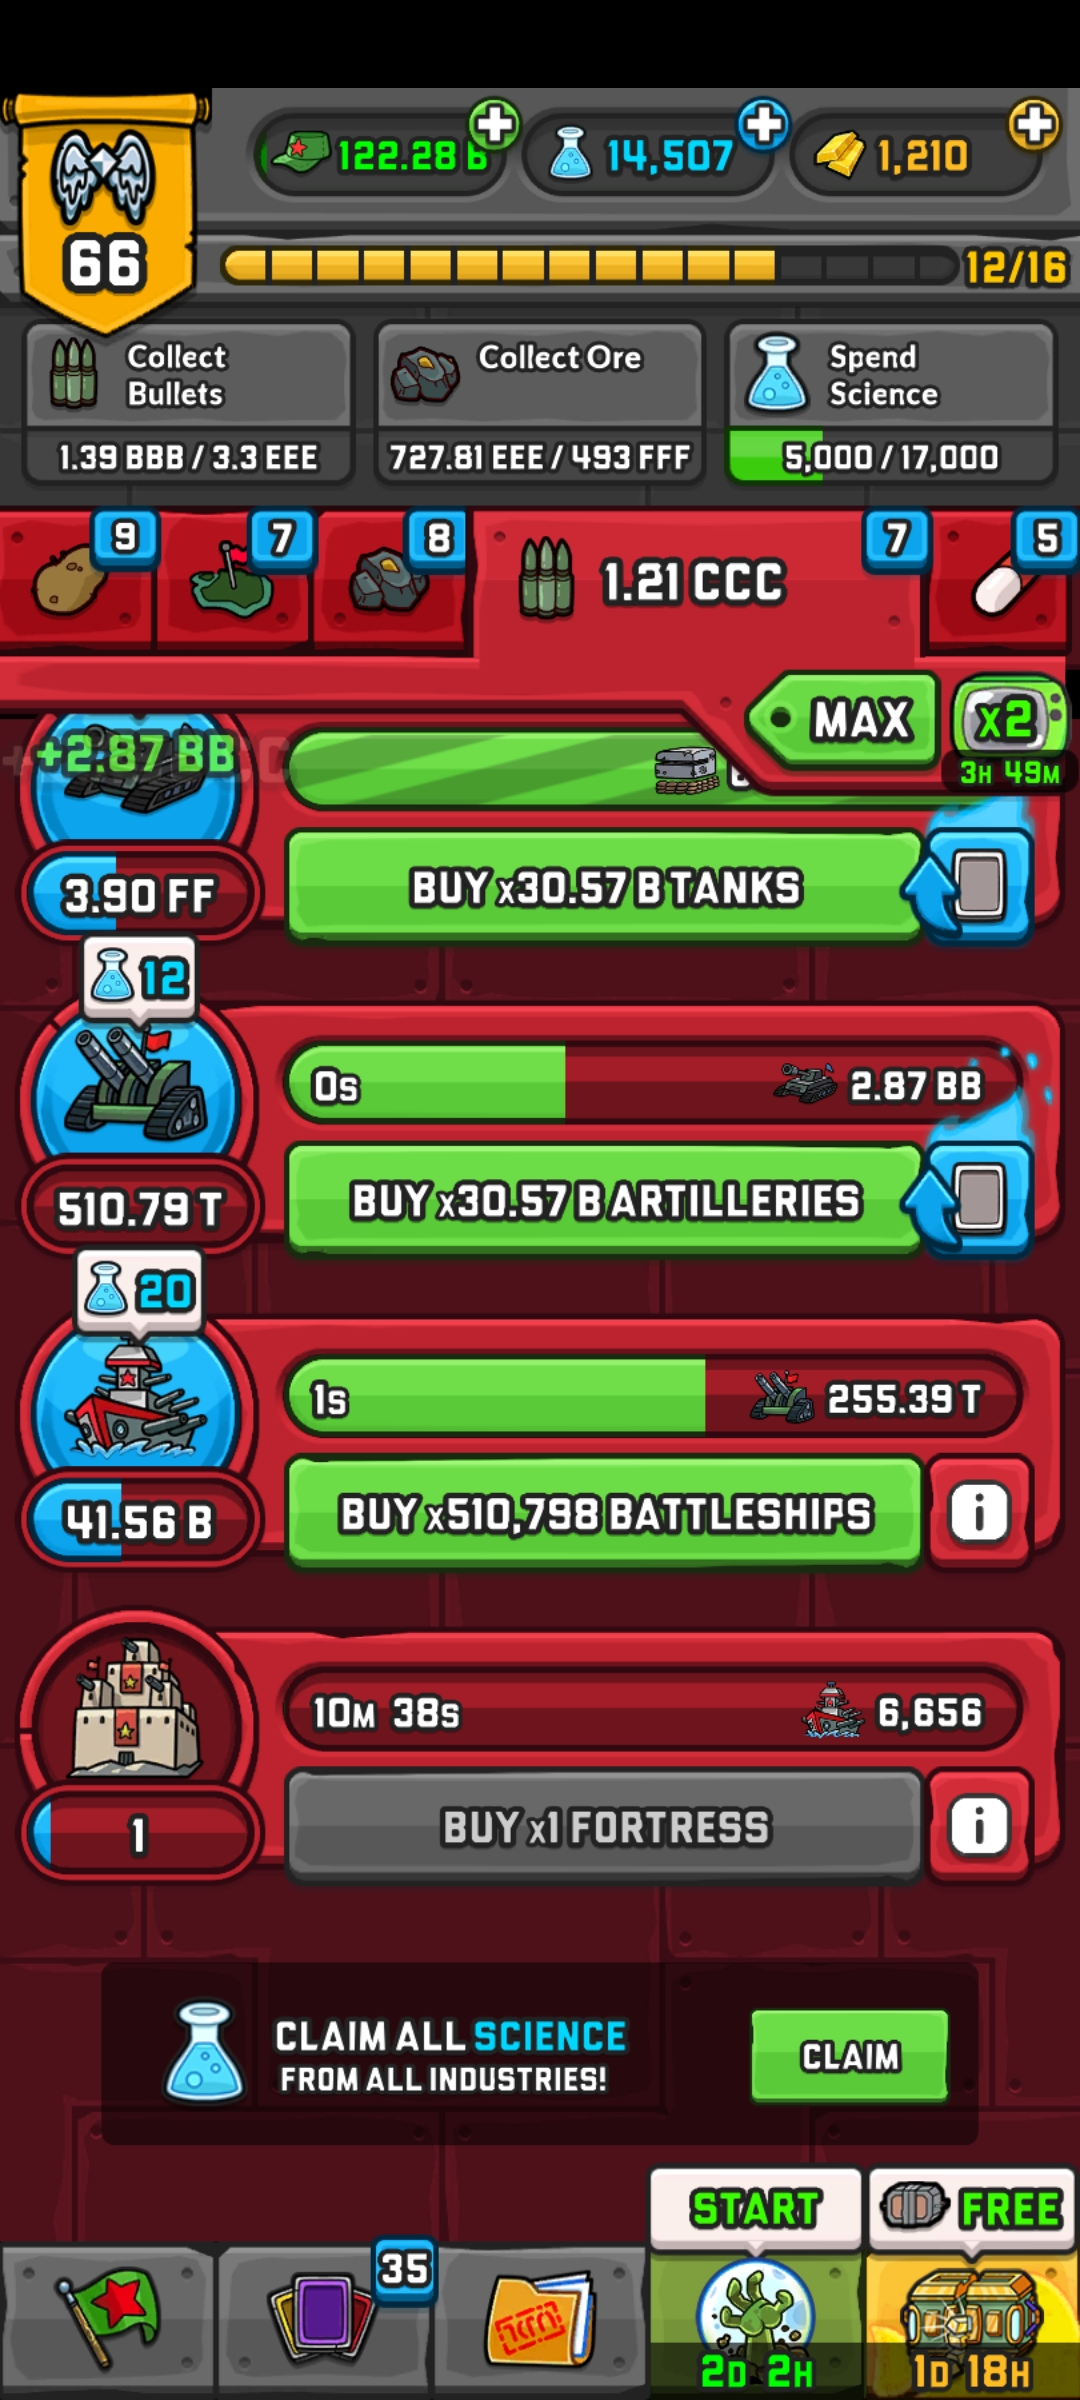 122.28 B
14,507
1,210
66
12/16
Collect
Bullets
1.39 BBB / 3.3 EEE
Collect Ore
727.81 EEE / 493 FFF
Spend
Science
5,000 / 17,000
9
7
8
1.21 CCC
7
5
MAX
x2
3H 49M
+2.87 BB
3.90 FF
BUY x30.57 B TANKS
12
0s
2.87 BB
510.79 T
BUY x30.57 B ARTILLERIES
20
1s
255.39 T
41.56 B
BUY x510,798 BATTLESHIPS
i
10M 38s
6,656
1
BUY x1 FORTRESS
i
CLAIM ALL SCIENCE
FROM ALL INDUSTRIES!
CLAIM
START
FREE
35
2D 2H
1D 18H